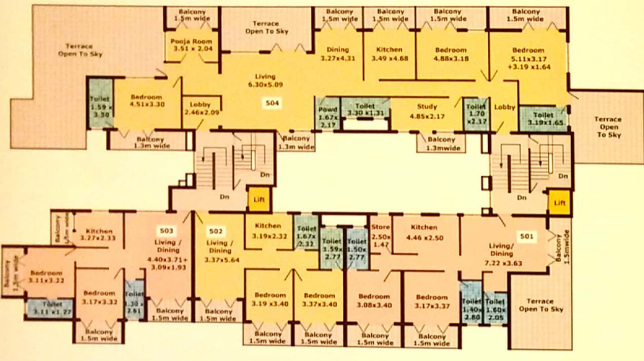 Balcony
1.5m wide
Terrace
Open To Sky
Balcony
1.5m wide
Balcony
1.5m wide
Balcony
1.5m wide
Balcony
1.5m wide
Terrace
Open To Sky
Pooja Room
3.51 x 2.04
Dining
3.27x4.31
Kitchen
3.49 x4.68
Bedroom
4.88x3.18
Bedroom
5.11x3.17
+3.19 x1.64
Living
6.30x5.09
504
Toilet
1.59 x
3.30
Bedroom
4.51x3.30
Lobby
2.46x2.09
Powd
1.67x
2.17
Toilet
3.30 x1.31
Study
4.85x2.17
Toilet
1.70
x2.17
Lobby
Toilet
3.19x1.65
Terrace
Open
To
Sky
Balcony
1.3m wide
Balcony
1.3m wide
Balcony
1.3mwide
Dn
Dn
Dn
Dn
Lift
Lift
Balcony
1.5m wide
Kitchen
3.27x2.33
503
Living /
Dining
4.40x3.71+
3.09x1.93
502
Living /
Dining
3.37x5.64
Kitchen
3.19x2.32
Toilet
1.67x
2.32
Toilet
1.59x
2.77
Toilet
1.50x
2.77
Store
2.50x
1.47
Kitchen
4.46 x2.50
501
Living/
Dining
7.22 x3.63
Balcony
1.5mwide
Balcony
1.5m wide
Bedroom
3.11x3.22
Toilet
3.11 x1.27
Bedroom
3.17x3.32
Toilet
Bedroom
3.19 x3.40
Bedroom
3.37x3.40
Bedroom
3.08x3.40
Bedroom
3.17x3.37
Toilet
1.40x
2.80
Toilet
1.60x
2.05
Terrace
Open
To Sky
Balcony
1.5m wide
Balcony
1.5m wide
Balcony
1.5m wide
Balcony
1.5m wide
Balcony
1.5m wide
Balcony
1.5m wide